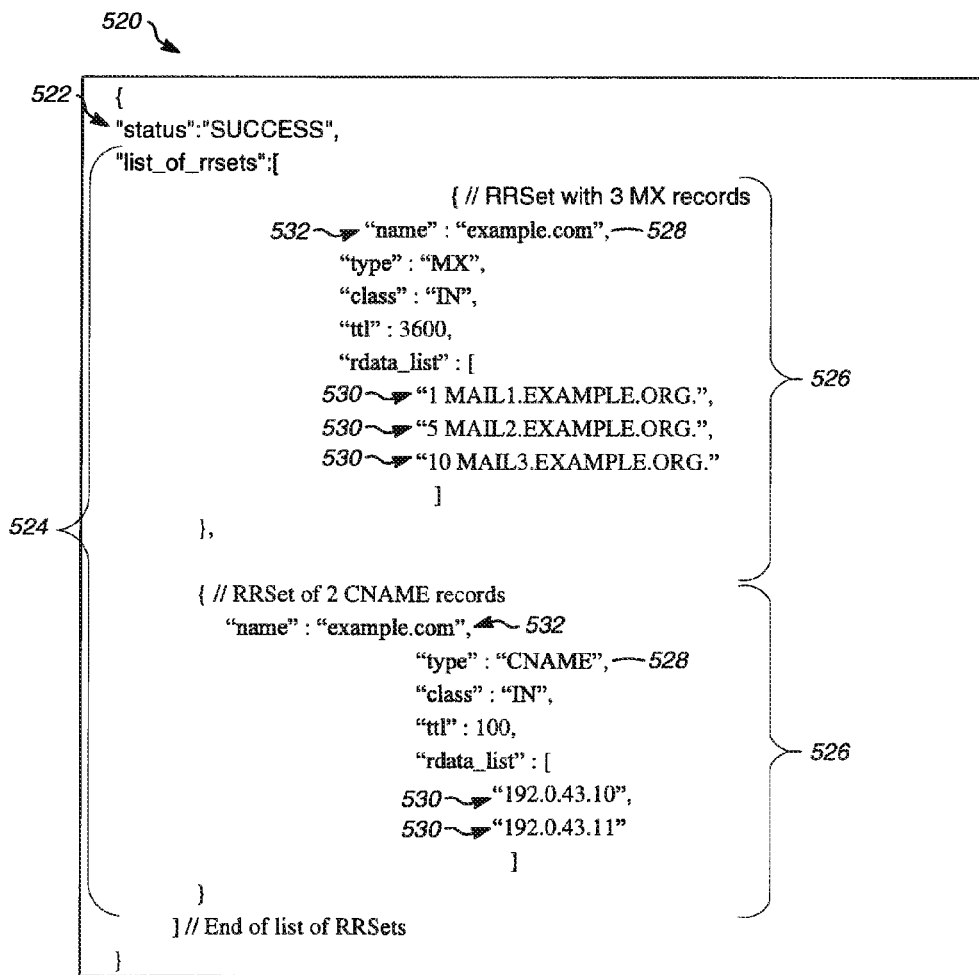 520
522 {
"status":"SUCCESS",
"list_of_rrsets":[
{ // RRSet with 3 MX records
532 “name” : “example.com”, 528
“type” : “MX”,
“class” : “IN”,
“ttl” : 3600,
“rdata_list” : [
526
530 “1 MAIL1.EXAMPLE.ORG.”,
530 “5 MAIL2.EXAMPLE.ORG.”,
530 “10 MAIL3.EXAMPLE.ORG.”
]
524 },
{ // RRSet of 2 CNAME records
“name” : “example.com”, 532
“type” : “CNAME”, 528
“class” : “IN”,
“ttl” : 100,
“rdata_list” : [ 526
530 “192.0.43.10”,
530 “192.0.43.11”
]
}
] // End of list of RRSets
}